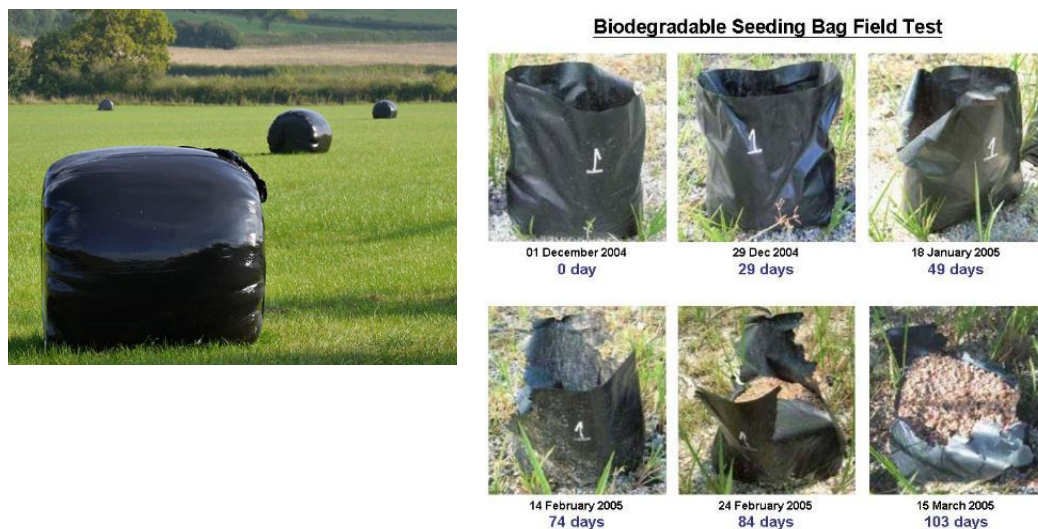 Biodegradable Seeding Bag Field Test
1
1
1
01 December 2004
0 day
29 Dec 2004
29 days
18 January 2005
49 days
1
1
14 February 2005
74 days
24 February 2005
84 days
15 March 2005
103 days